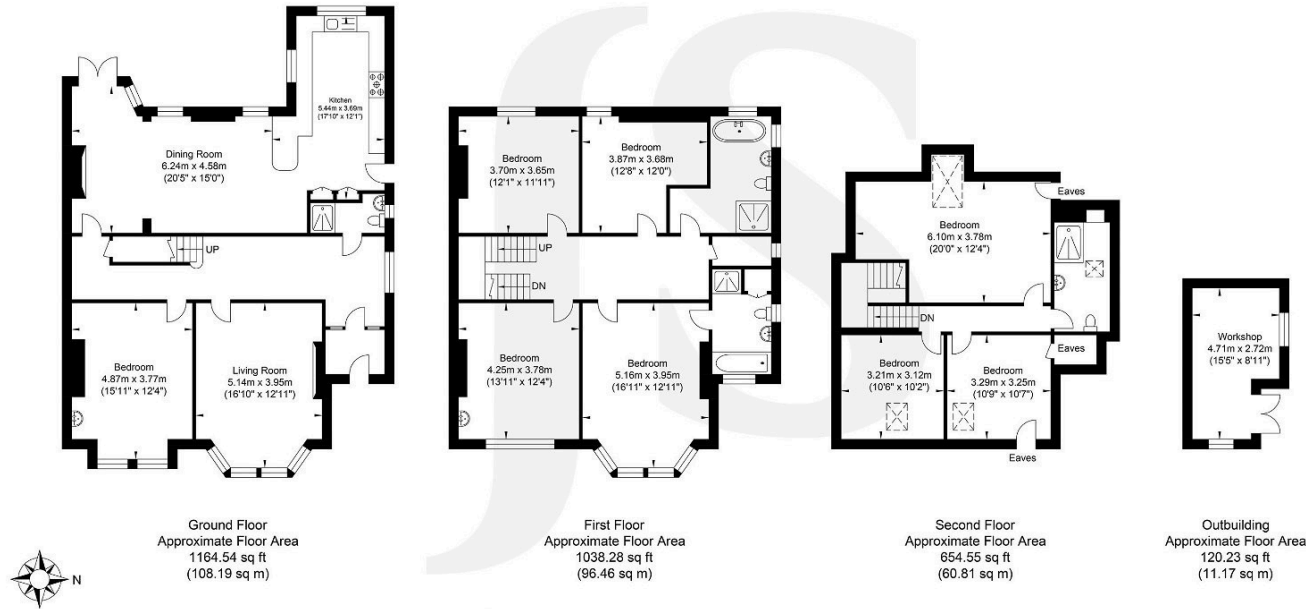 Kitchen
5.44m x 3.69m
(17'10" x 12'1")
Dining Room
6.24m x 4.58m
(20'5" x 15'0")
UP
Bedroom
4.87m x 3.77m
(15'11" x 12'4")
Living Room
5.14m x 3.95m
(16'10" x 12'11")
Ground Floor
Approximate Floor Area
1164.54 sq ft
(108.19 sq m)
N
Bedroom
3.70m x 3.65m
(12'1" x 11'11")
Bedroom
3.87m x 3.68m
(12'8" x 12'0")
UP
DN
Bedroom
4.25m x 3.78m
(13'11" x 12'4")
Bedroom
5.16m x 3.95m
(16'11" x 12'11")
First Floor
Approximate Floor Area
1038.28 sq ft
(96.46 sq m)
JS
Eaves
Bedroom
6.10m x 3.78m
(20'0" x 12'4")
DN
Bedroom
3.21m x 3.12m
(10'6" x 10'2")
Bedroom
3.29m x 3.25m
(10'9" x 10'7")
Eaves
Eaves
Second Floor
Approximate Floor Area
654.55 sq ft
(60.81 sq m)
Workshop
4.71m x 2.72m
(15'5" x 8'11")
Outbuilding
Approximate Floor Area
120.23 sq ft
(11.17 sq m)